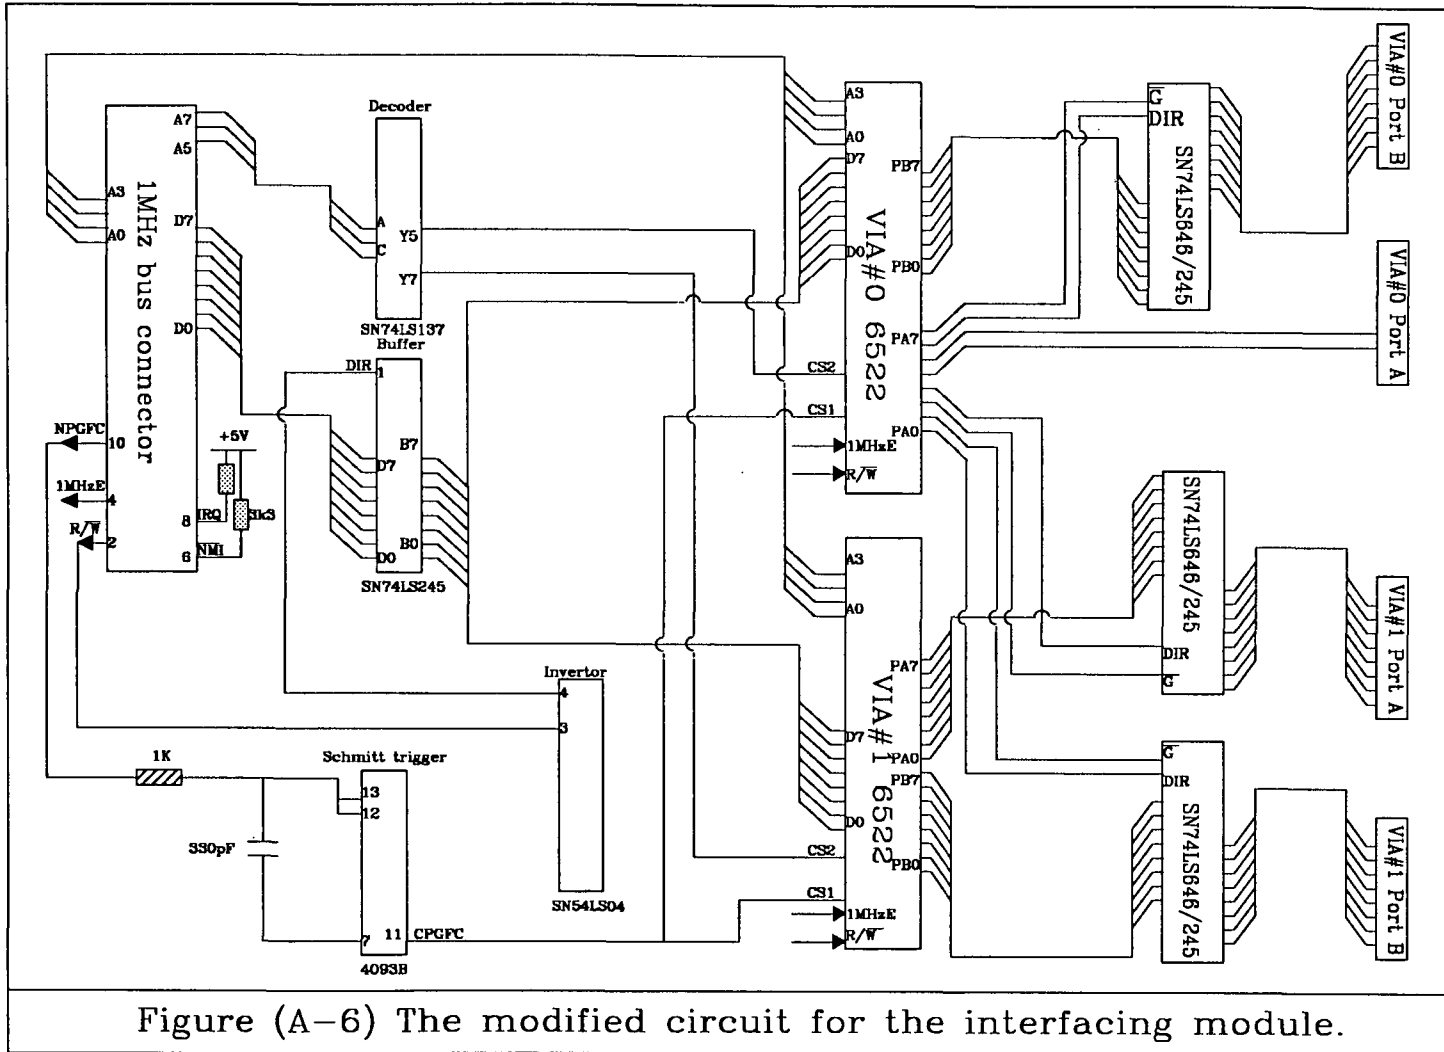 A7
A5
A3
A0
D7
D0
1MHz bus connector
NPGFC
10
1MHzE
4
R/W
2
8
IRQ
6
NMI
+5V
3k3
Decoder
A
C
Y5
Y7
SN74LS137
Buffer
DIR
1
D7
D0
B7
B0
SN74LS245
Invertor
4
3
SN54LS04
1K
330pF
Schmitt trigger
13
12
7
11
CPGFC
4093B
A3
A0
D7
D0
CS2
CS1
1MHzE
R/W
VIA#0 6522
PB7
PB0
PA7
PA0
A3
A0
D7
D0
CS2
CS1
1MHzE
R/W
VIA#1 6522
PA7
PA0
PB7
PB0
G
DIR
SN74LS646/245
SN74LS646/245
DIR
G
G
DIR
SN74LS646/245
VIA#0 Port B
VIA#0 Port A
VIA#1 Port A
VIA#1 Port B
Figure (A-6) The modified circuit for the interfacing module.